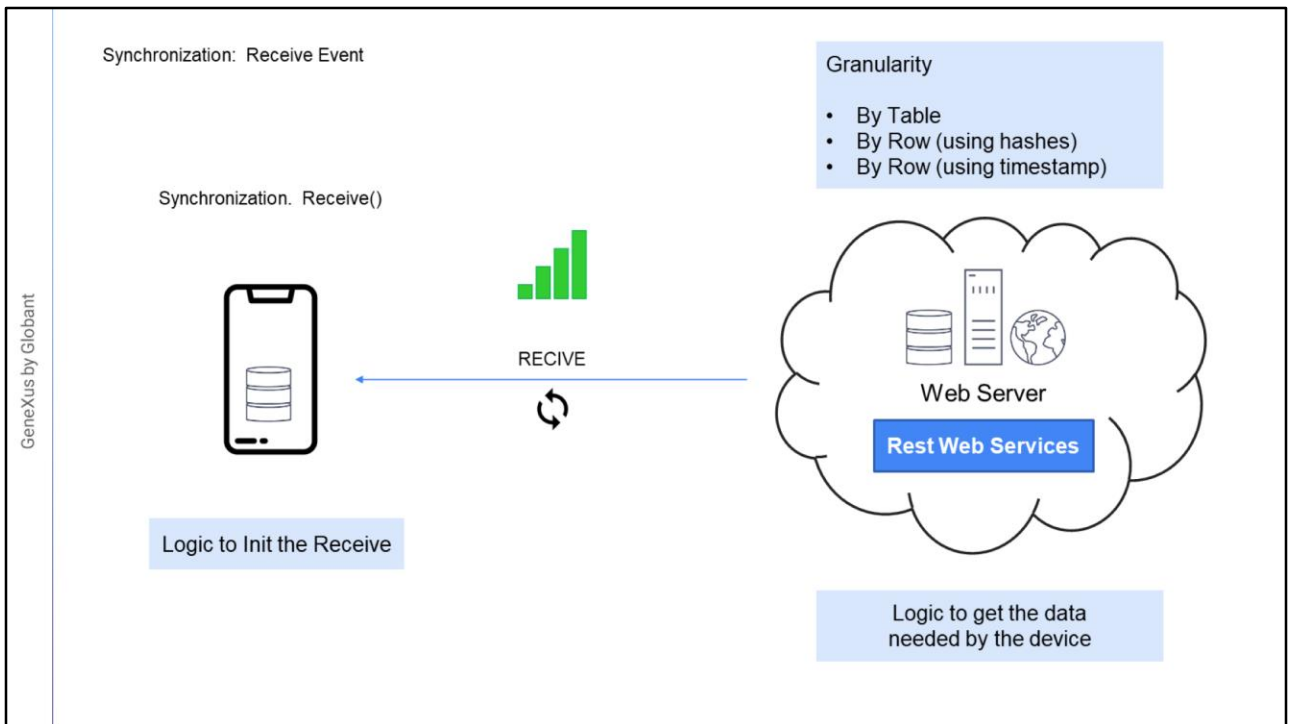 Synchronization: Receive Event
Granularity
• By Table
• By Row (using hashes)
• By Row (using timestamp)
Synchronization. Receive()
GeneXus by Globant
RECIVE
Web Server
Rest Web Services
Logic to Init the Receive
Logic to get the data
needed by the device